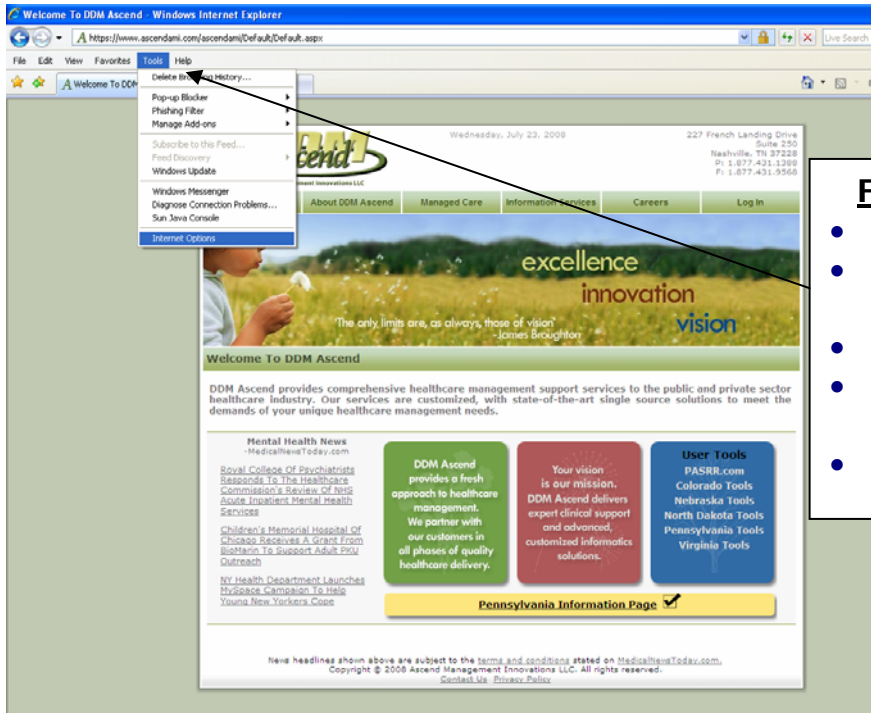 Welcome To DDM Ascend - Windows Internet Explorer
https://www.ascendami.com/ascendami/Default/Default.aspx
Live Search
File Edit View Favorites Tools Help
Welcome To DDM
Delete Browsing History...
Pop-up Blocker
Phishing Filter
Manage Add-ons
Subscribe to this Feed...
Feed Discovery
Windows Update
Windows Messenger
Diagnose Connection Problems...
Sun Java Console
Internet Options
Wednesday, July 23, 2008
227 French Landing Drive
Suite 250
Nashville, TN 37228
P: 1.877.431.1388
F: 1.877.431.9568
cend
ment Innovations LLC
About DDM Ascend Managed Care Information Services Careers Log In
excellence
innovation
vision
"The only limits are, as always, those of vision"
-James Broughton
Welcome To DDM Ascend
DDM Ascend provides comprehensive healthcare management support services to the public and private sector
healthcare industry. Our services are customized, with state-of-the-art single source solutions to meet the
demands of your unique healthcare management needs.
Mental Health News
-MedicalNewsToday.com
Royal College Of Psychiatrists
Responds To The Healthcare
Commission's Review Of NHS
Acute Inpatient Mental Health
Services
Children's Memorial Hospital Of
Chicago Receives A Grant From
BioMarin To Support Adult PKU
Outreach
NY Health Department Launches
MySpace Campaign To Help
Young New Yorkers Cope
DDM Ascend
provides a fresh
approach to healthcare
management.
We partner with
our customers in
all phases of quality
healthcare delivery.
Your vision
is our mission.
DDM Ascend delivers
expert clinical support
and advanced,
customized informatics
solutions.
User Tools
PASRR.com
Colorado Tools
Nebraska Tools
North Dakota Tools
Pennsylvania Tools
Virginia Tools
Pennsylvania Information Page
News headlines shown above are subject to the terms and conditions stated on MedicalNewsToday.com.
Copyright © 2008 Ascend Management Innovations LLC. All rights reserved.
Contact Us Privacy Policy